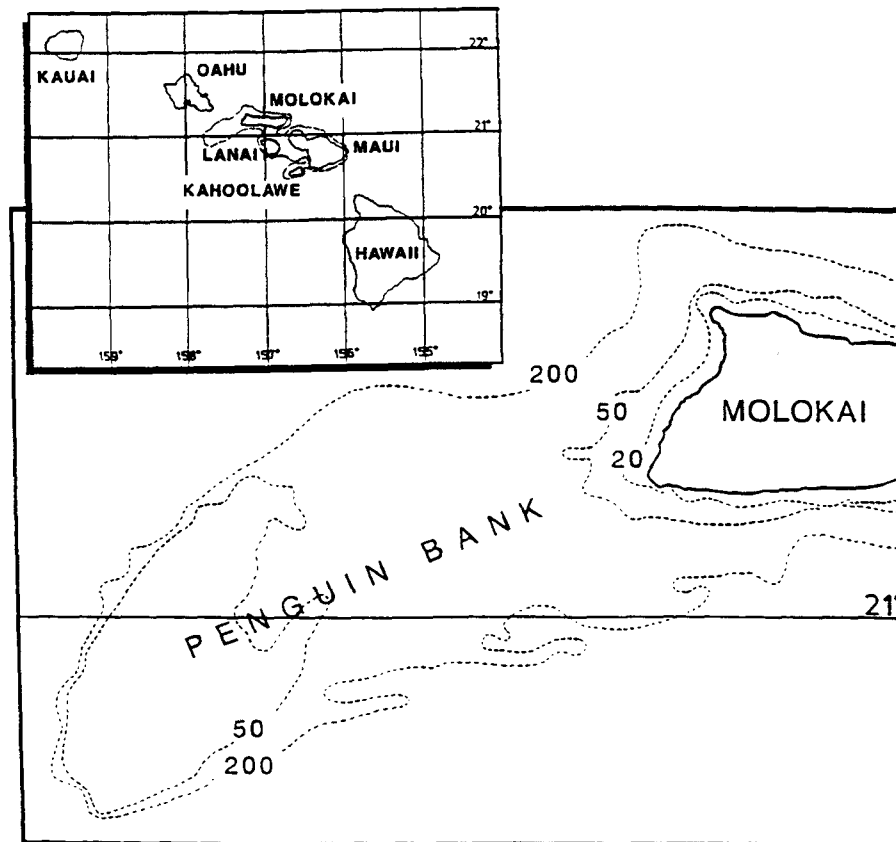 22°
KAUAI
OAHU
MOLOKAI
21°
LANAI
MAUI
KAHOOLAWE
20°
HAWAII
19°
159° 158° 157° 156° 155°
200
50
MOLOKAI
20
PENGUIN BANK
21°
50
200